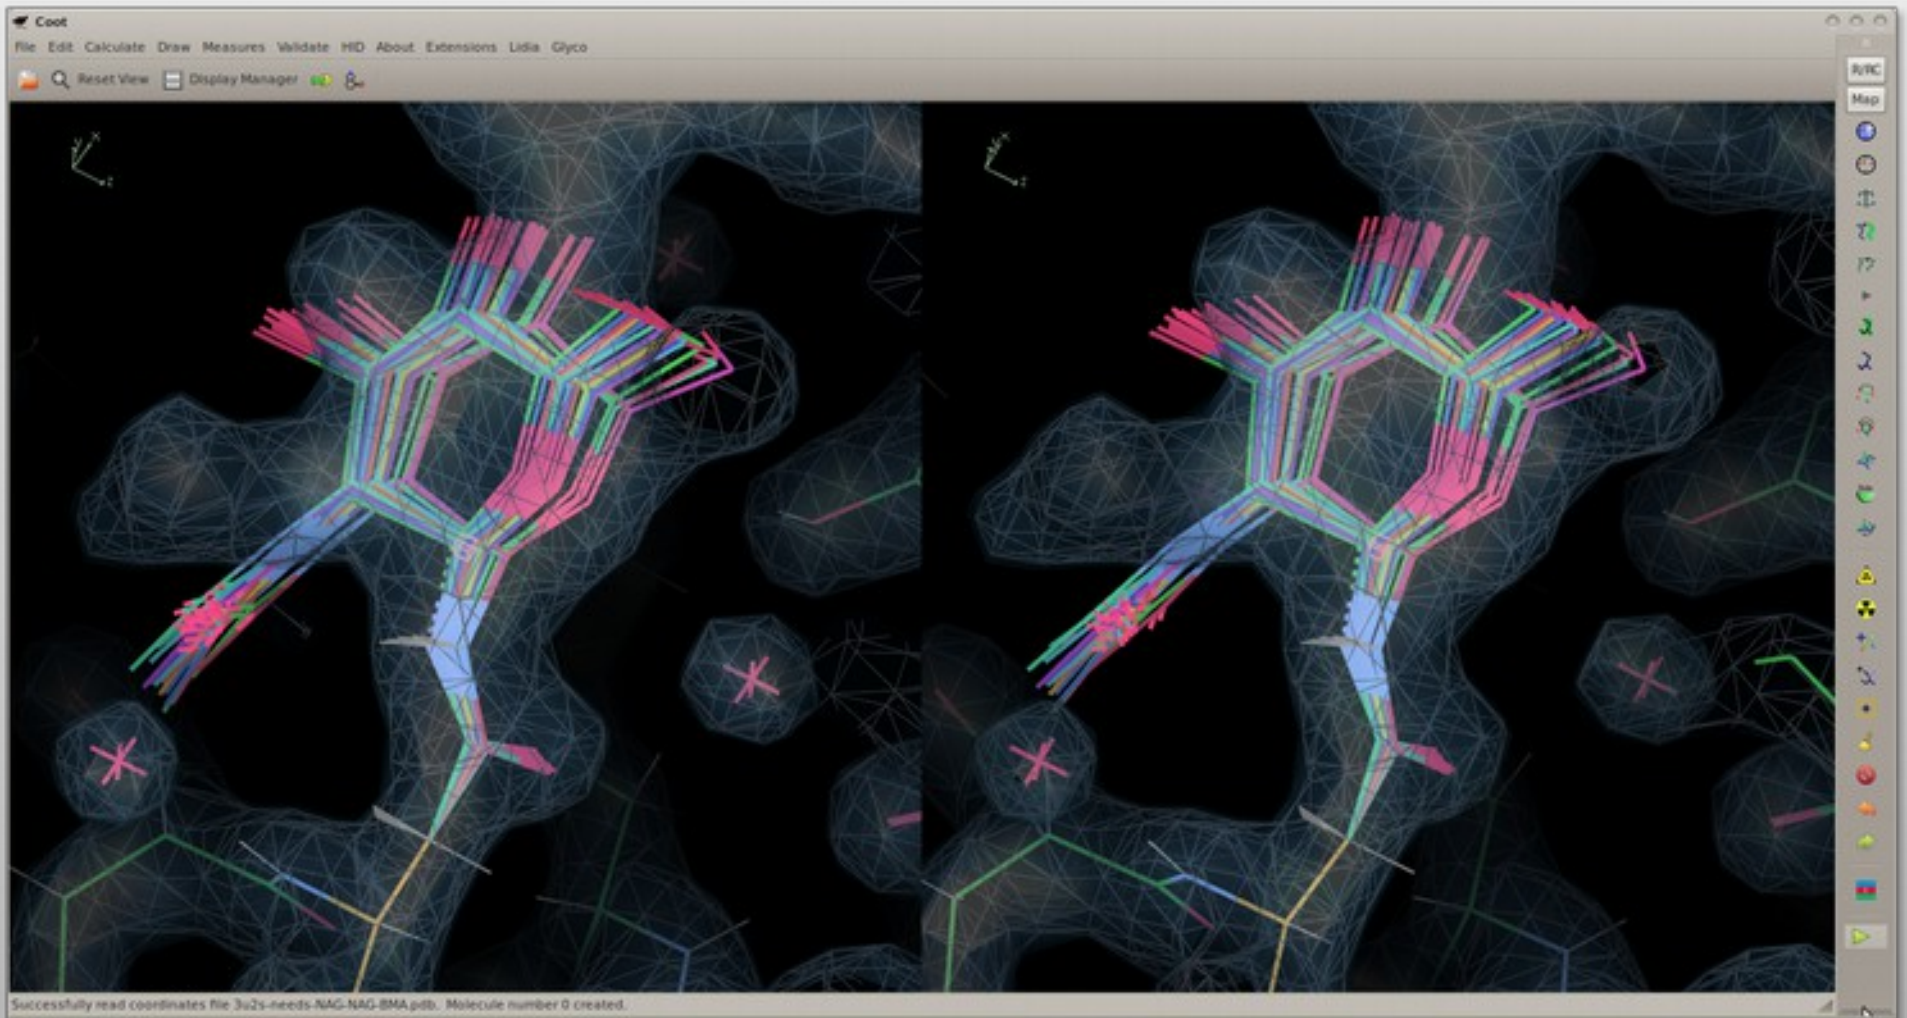 Coot
File Edit Calculate Draw Measures Validate HID About Extensions Lidia Glyco
Reset View Display Manager
R/RC
Map
Successfully read coordinates file 3u2s-needs-NAG-NAG-BMA.pdb. Molecule number 0 created.